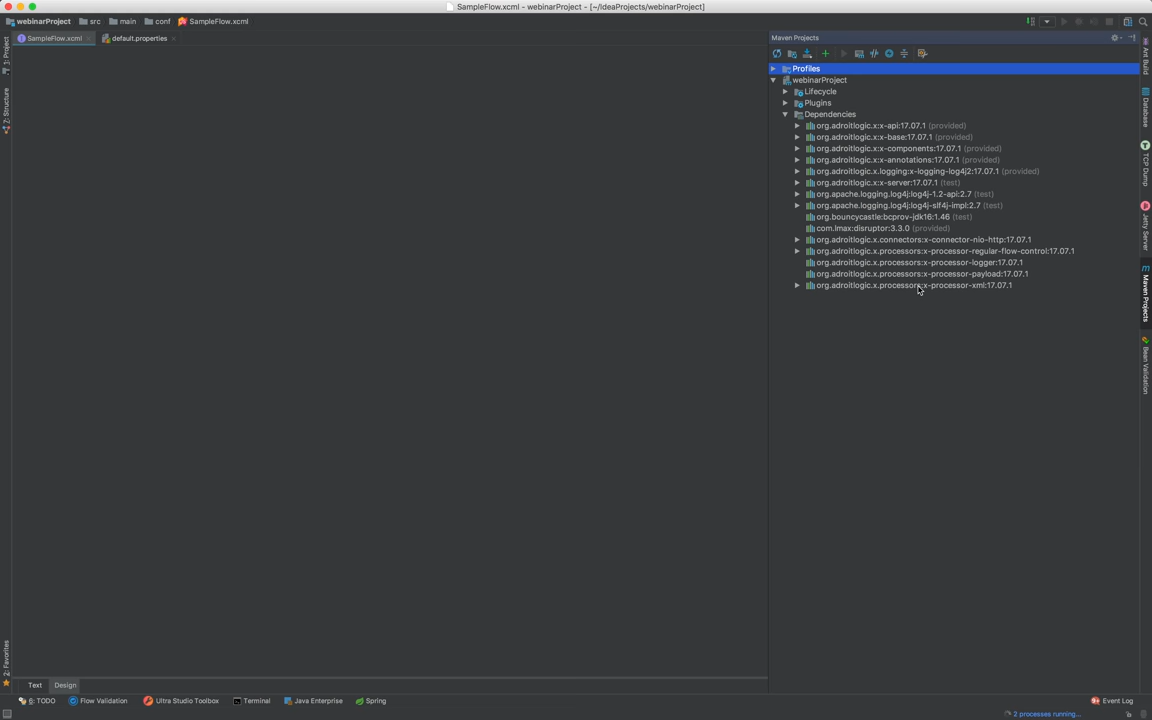 SampleFlow.xcml - webinarProject - [~/IdeaProjects/webinarProject]
webinarProject src main conf SampleFlow.xcml
SampleFlow.xcml default.properties
Maven Projects
Profiles
webinarProject
Lifecycle
Plugins
Dependencies
org.adroitlogic.x:x-api:17.07.1 (provided)
org.adroitlogic.x:x-base:17.07.1 (provided)
org.adroitlogic.x:x-components:17.07.1 (provided)
org.adroitlogic.x:x-annotations:17.07.1 (provided)
org.adroitlogic.x.logging:x-logging-log4j2:17.07.1 (provided)
org.adroitlogic.x:x-server:17.07.1 (test)
org.apache.logging.log4j:log4j-1.2-api:2.7 (test)
org.apache.logging.log4j:log4j-slf4j-impl:2.7 (test)
org.bouncycastle:bcprov-jdk16:1.46 (test)
com.lmax:disruptor:3.3.0 (provided)
org.adroitlogic.x.connectors:x-connector-nio-http:17.07.1
org.adroitlogic.x.processors:x-processor-regular-flow-control:17.07.1
org.adroitlogic.x.processors:x-processor-logger:17.07.1
org.adroitlogic.x.processors:x-processor-payload:17.07.1
org.adroitlogic.x.processors:x-processor-xml:17.07.1
1: Project
Z: Structure
2: Favorites
Ant Build
Database
TCP Dump
Jetty Server
Maven Projects
Bean Validation
Text Design
6: TODO Flow Validation Ultra Studio Toolbox Terminal Java Enterprise Spring Event Log
2 processes running...